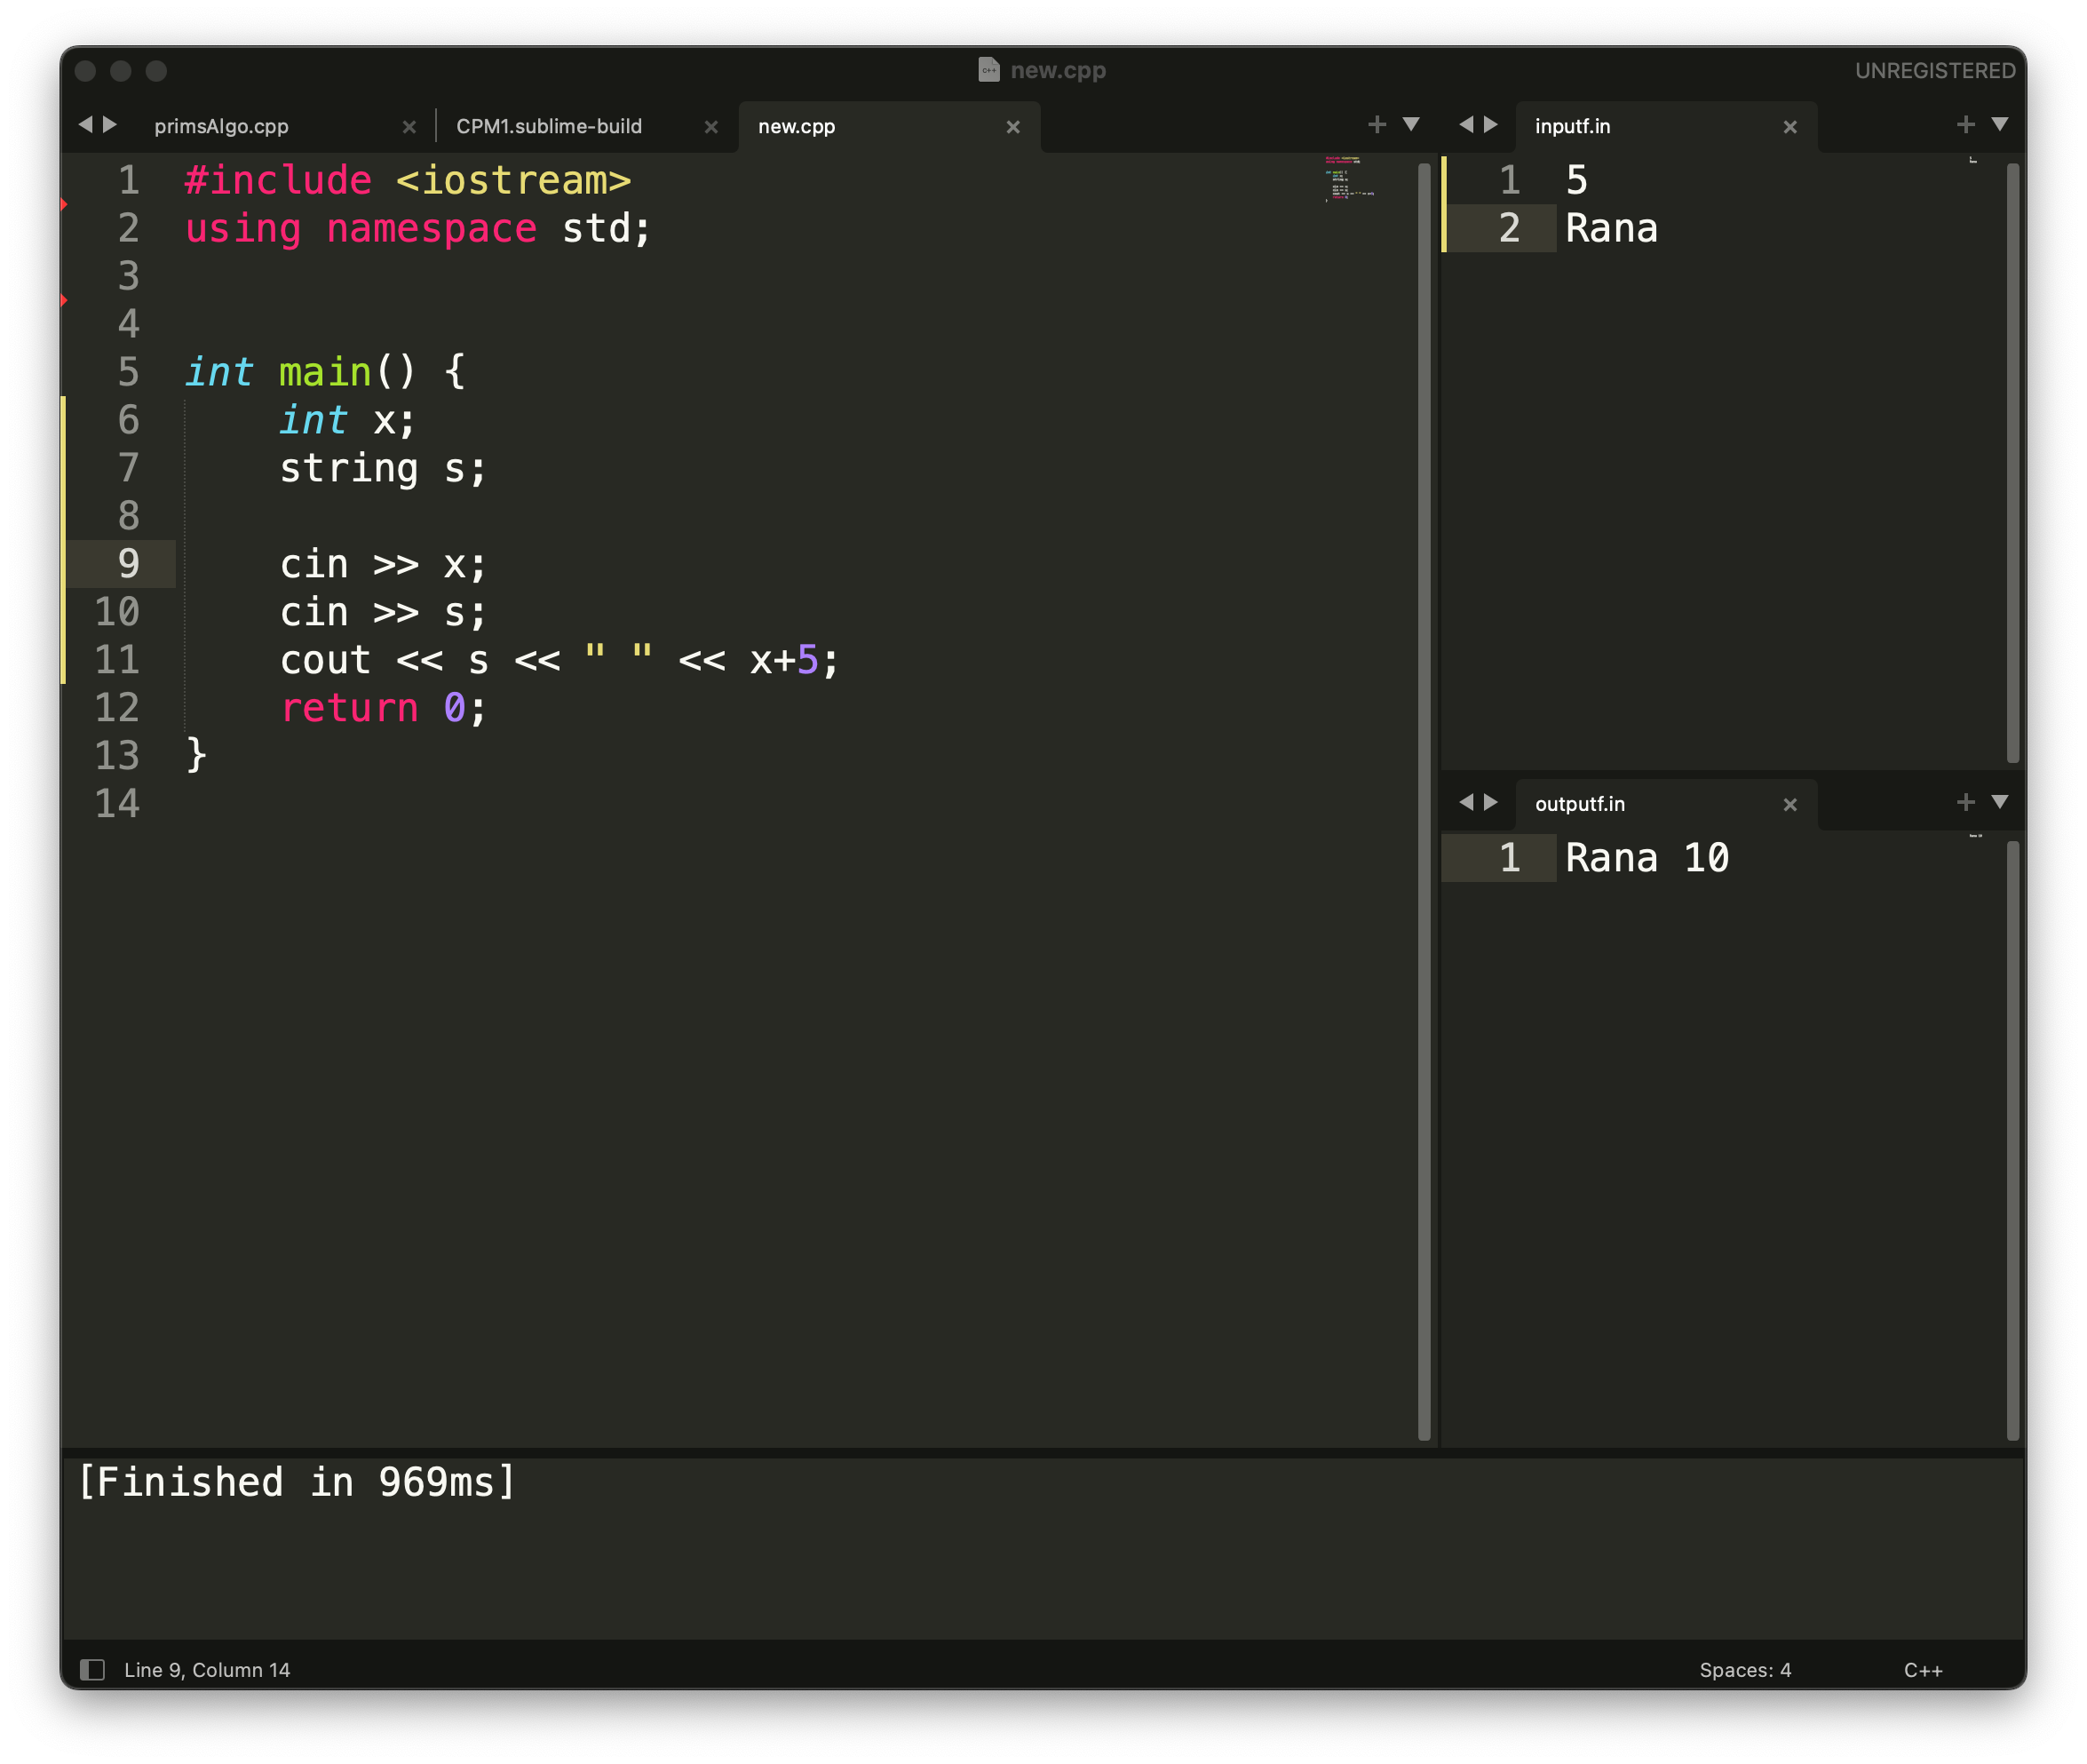 new.cpp
UNREGISTERED
primsAlgo.cpp
CPM1.sublime-build
new.cpp
1 #include <iostream>
2 using namespace std;
3
4
5 int main() {
6     int x;
7     string s;
8
9     cin >> x;
10     cin >> s;
11     cout << s << " " << x+5;
12     return 0;
13 }
14
inputf.in
1 5
2 Rana
outputf.in
1 Rana 10
[Finished in 969ms]
Line 9, Column 14
Spaces: 4
C++